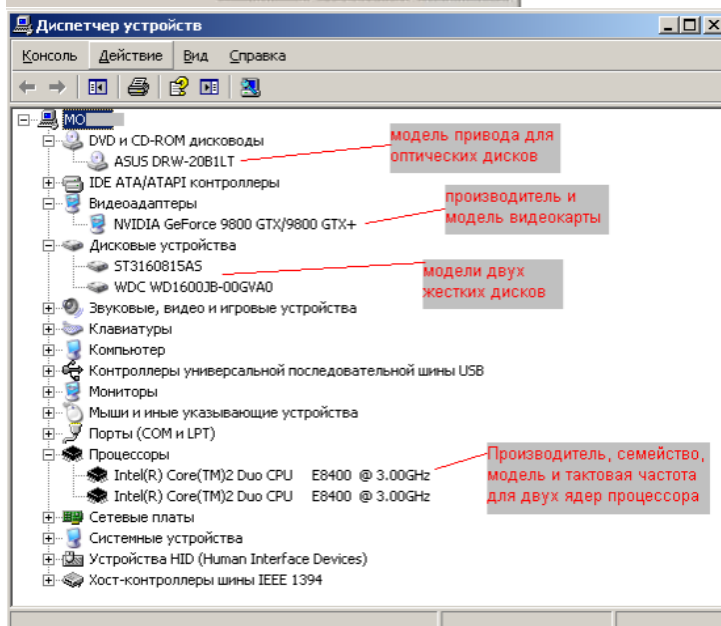 Диспетчер устройств
Консоль Действие Вид Справка
MO
DVD и CD-ROM дисководы
ASUS DRW-20B1LT
модель привода для
оптических дисков
IDE ATA/ATAPI контроллеры
Видеоадаптеры
NVIDIA GeForce 9800 GTX/9800 GTX+
производитель и
модель видеокарты
Дисковые устройства
ST3160815AS
WDC WD1600JB-00GVA0
модели двух
жестких дисков
Звуковые, видео и игровые устройства
Клавиатуры
Компьютер
Контроллеры универсальной последовательной шины USB
Мониторы
Мыши и иные указывающие устройства
Порты (COM и LPT)
Процессоры
Intel(R) Core(TM)2 Duo CPU E8400 @ 3.00GHz
Intel(R) Core(TM)2 Duo CPU E8400 @ 3.00GHz
Производитель, семейство,
модель и тактовая частота
для двух ядер процессора
Сетевые платы
Системные устройства
Устройства HID (Human Interface Devices)
Хост-контроллеры шины IEEE 1394